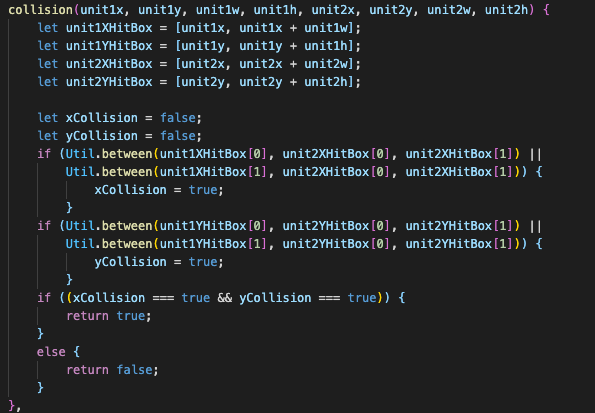 collision(unit1x, unit1y, unit1w, unit1h, unit2x, unit2y, unit2w, unit2h) {
    let unit1XHitBox = [unit1x, unit1x + unit1w];
    let unit1YHitBox = [unit1y, unit1y + unit1h];
    let unit2XHitBox = [unit2x, unit2x + unit2w];
    let unit2YHitBox = [unit2y, unit2y + unit2h];

    let xCollision = false;
    let yCollision = false;
    if (Util.between(unit1XHitBox[0], unit2XHitBox[0], unit2XHitBox[1]) ||
        Util.between(unit1XHitBox[1], unit2XHitBox[0], unit2XHitBox[1])) {
            xCollision = true;
        }
    if (Util.between(unit1YHitBox[0], unit2YHitBox[0], unit2YHitBox[1]) ||
        Util.between(unit1YHitBox[1], unit2YHitBox[0], unit2YHitBox[1])) {
            yCollision = true;
        }
    if ((xCollision === true && yCollision === true)) {
        return true;
    }
    else {
        return false;
    }
},